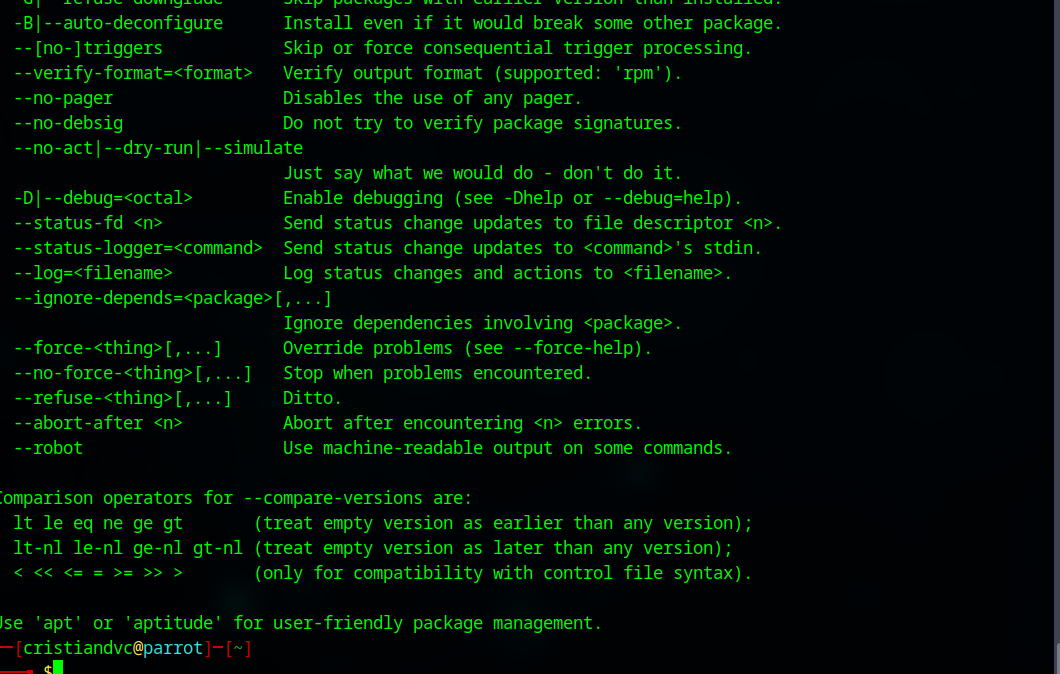 -G|--refuse-downgrade       Skip packages with earlier version than installed.
-B|--auto-deconfigure      Install even if it would break some other package.
--[no-]triggers            Skip or force consequential trigger processing.
--verify-format=<format>   Verify output format (supported: 'rpm').
--no-pager                 Disables the use of any pager.
--no-debsig                Do not try to verify package signatures.
--no-act|--dry-run|--simulate
                           Just say what we would do - don't do it.
-D|--debug=<octal>         Enable debugging (see -Dhelp or --debug=help).
--status-fd <n>            Send status change updates to file descriptor <n>.
--status-logger=<command>  Send status change updates to <command>'s stdin.
--log=<filename>           Log status changes and actions to <filename>.
--ignore-depends=<package>[,...]
                           Ignore dependencies involving <package>.
--force-<thing>[,...]      Override problems (see --force-help).
--no-force-<thing>[,...]   Stop when problems encountered.
--refuse-<thing>[,...]     Ditto.
--abort-after <n>          Abort after encountering <n> errors.
--robot                    Use machine-readable output on some commands.

Comparison operators for --compare-versions are:
  lt le eq ne ge gt       (treat empty version as earlier than any version);
  lt-nl le-nl ge-nl gt-nl (treat empty version as later than any version);
  < << <= = >= >> >       (only for compatibility with control file syntax).

Use 'apt' or 'aptitude' for user-friendly package management.
─[cristiandvc@parrot]─[~]
$